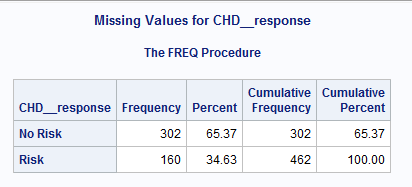 Missing Values for CHD__response
The FREQ Procedure
CHD__response Frequency Percent Cumulative Frequency Cumulative Percent
No Risk 302 65.37 302 65.37
Risk 160 34.63 462 100.00